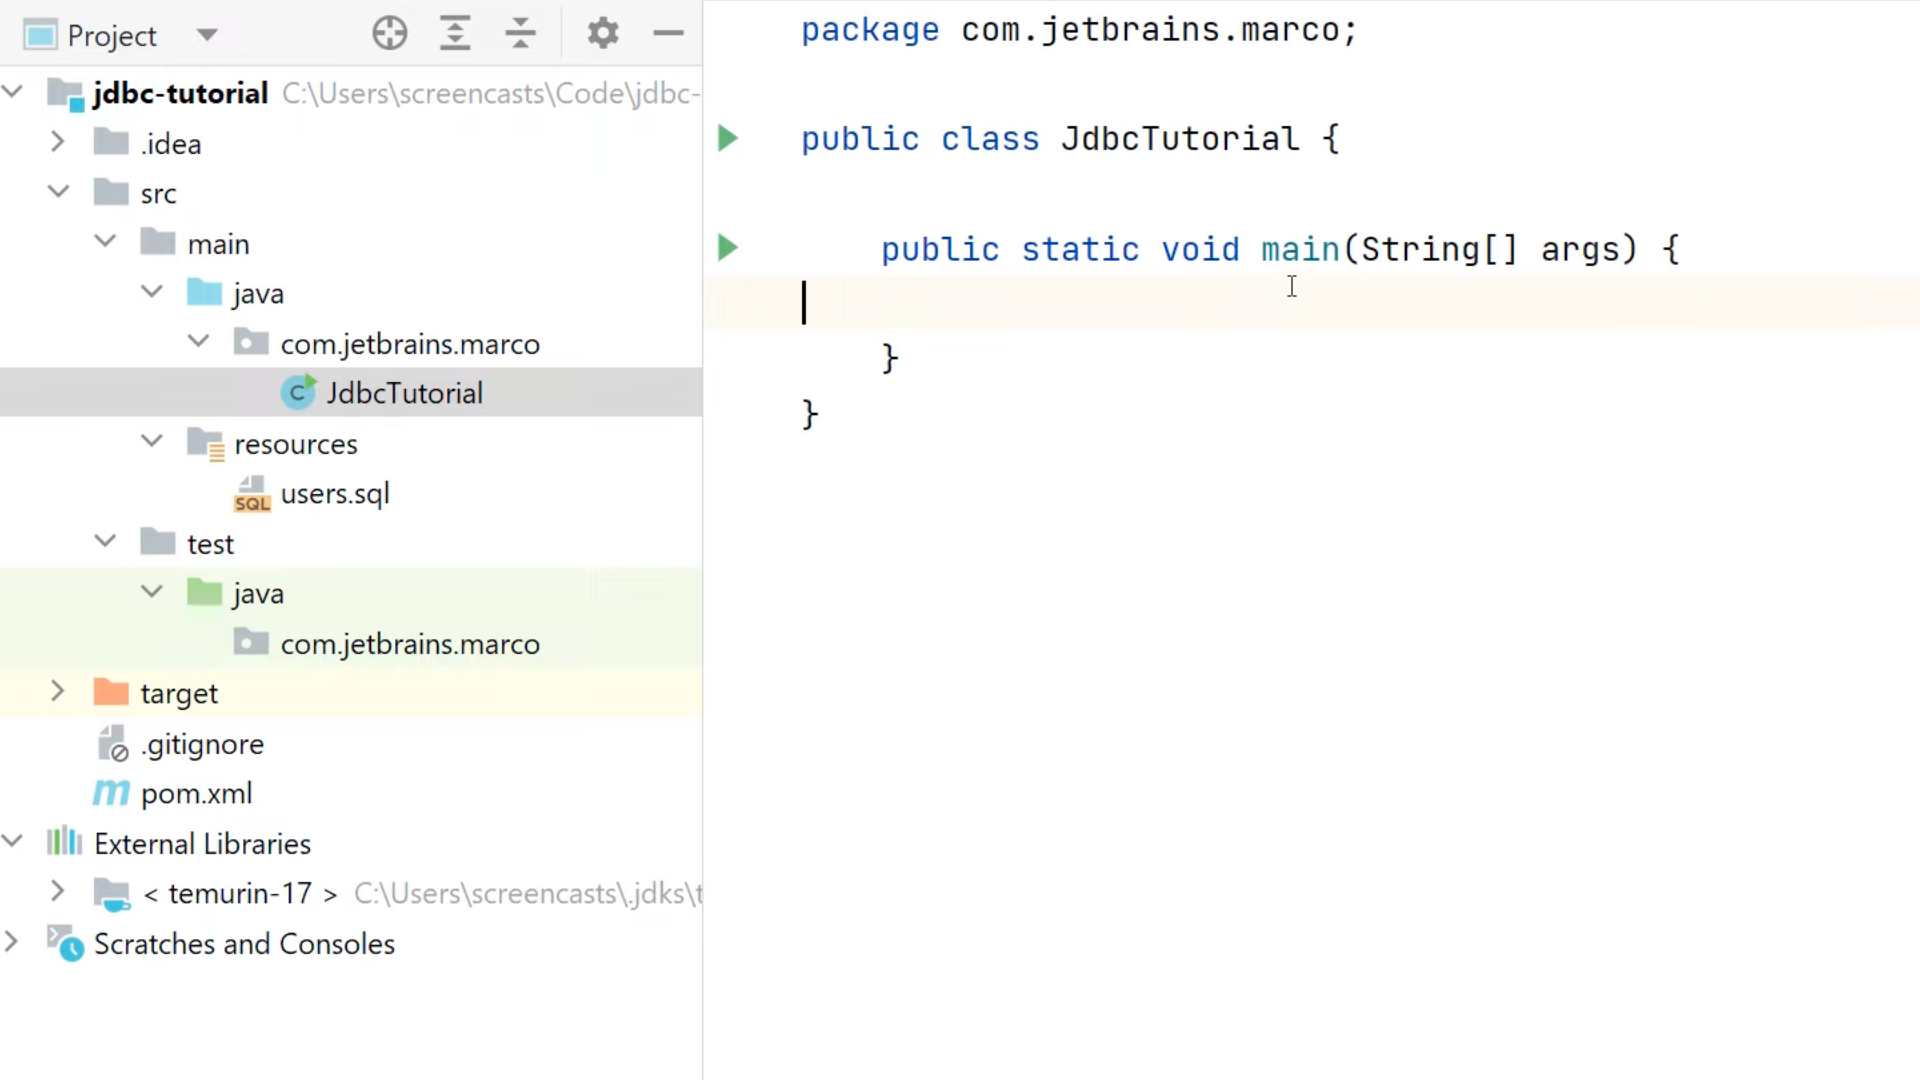 Project
jdbc-tutorial C:\Users\screencasts\Code\jdbc-
.idea
src
main
java
com.jetbrains.marco
C JdbcTutorial
resources
SQL users.sql
test
java
com.jetbrains.marco
target
.gitignore
m pom.xml
External Libraries
< temurin-17 > C:\Users\screencasts\.jdks\t
Scratches and Consoles
package com.jetbrains.marco;
public class JdbcTutorial {
public static void main(String[] args) {
}
}